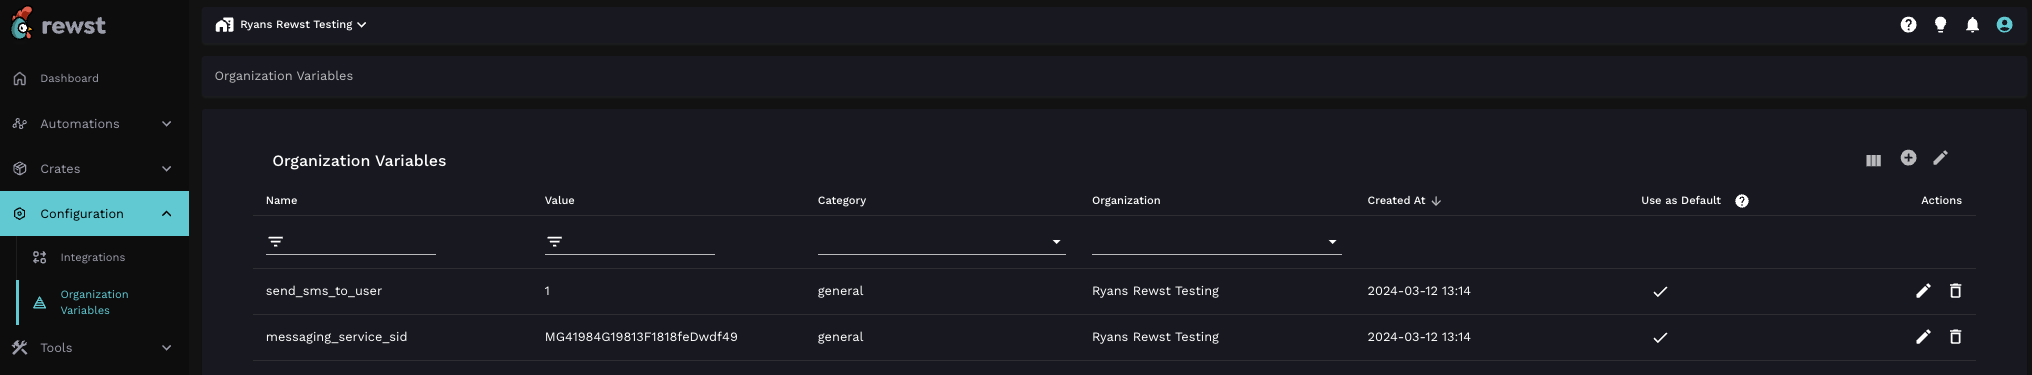 rewst
Ryans Rewst Testing
Dashboard
Organization Variables
Automations
Crates
Organization Variables
Configuration
Name Value Category Organization Created At Use as Default Actions
Integrations
Organization
Variables
send_sms_to_user 1 general Ryans Rewst Testing 2024-03-12 13:14
messaging_service_sid MG41984G19813F1818feDwdf49 general Ryans Rewst Testing 2024-03-12 13:14
Tools